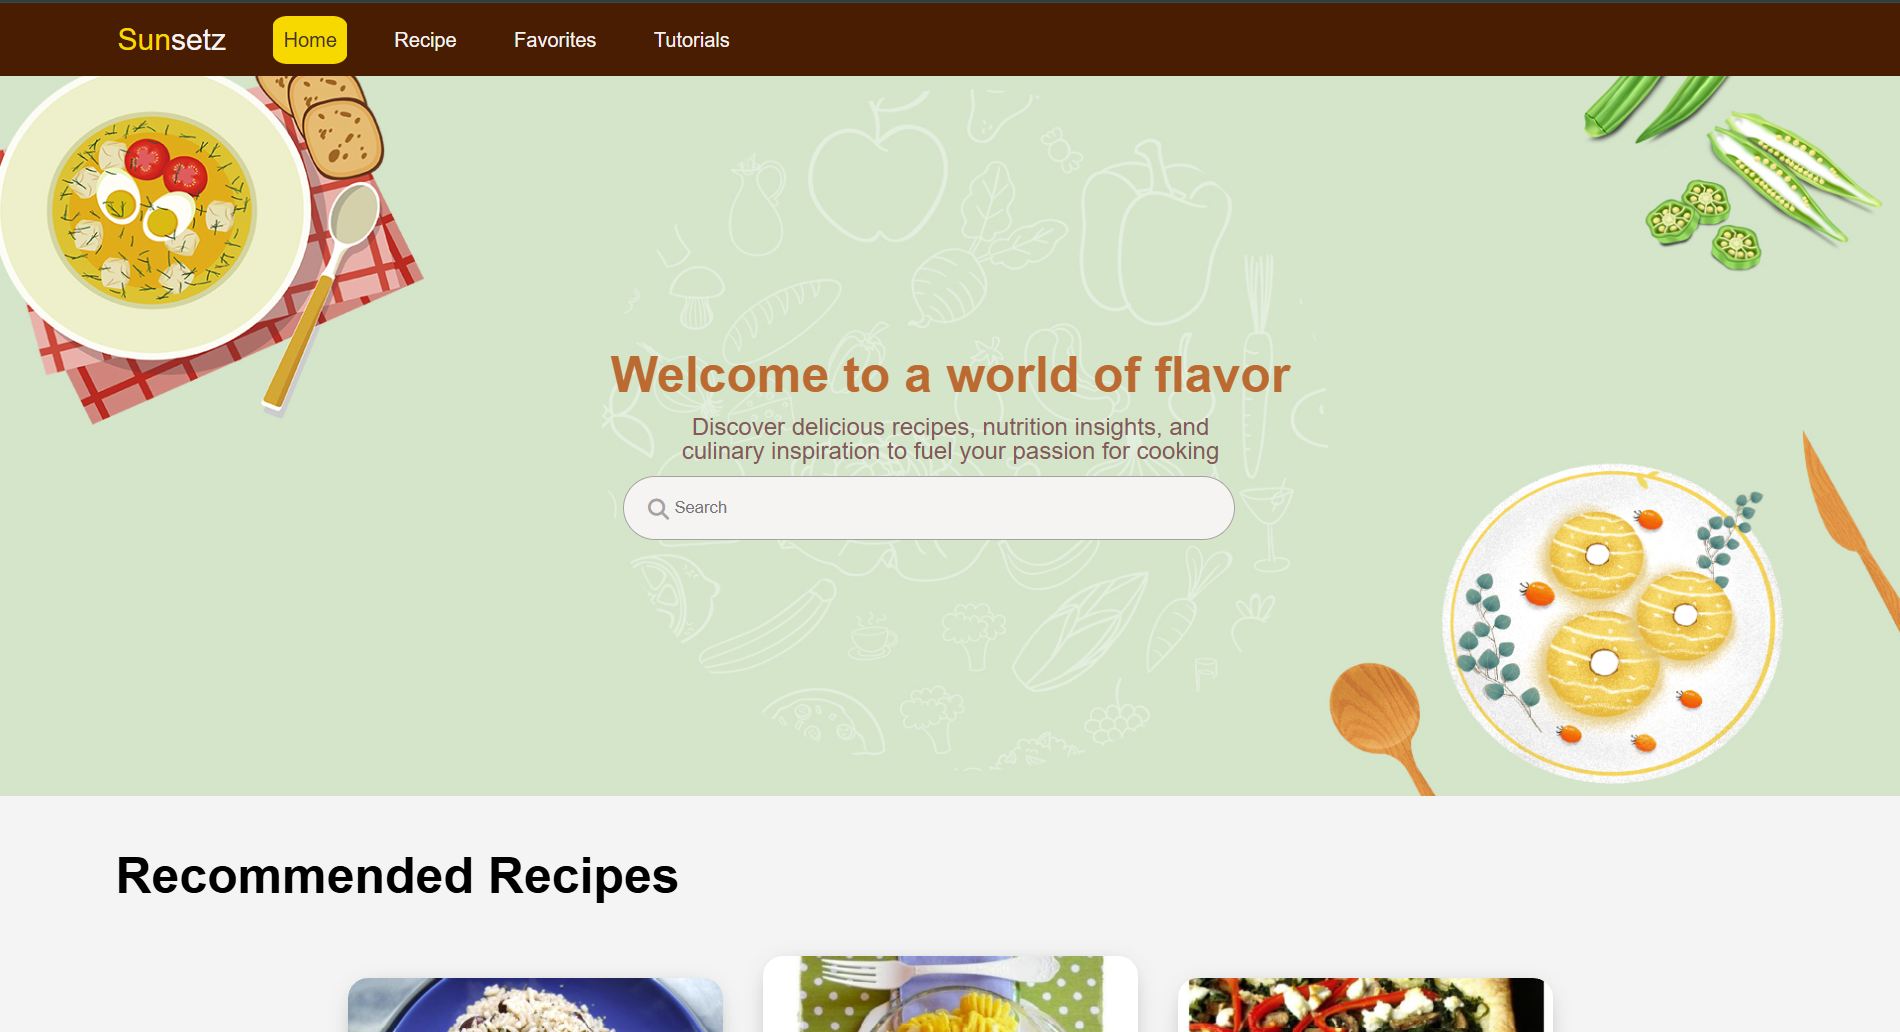 Sunsetz Home Recipe Favorites Tutorials
Welcome to a world of flavor
Discover delicious recipes, nutrition insights, and
culinary inspiration to fuel your passion for cooking
Search
Recommended Recipes